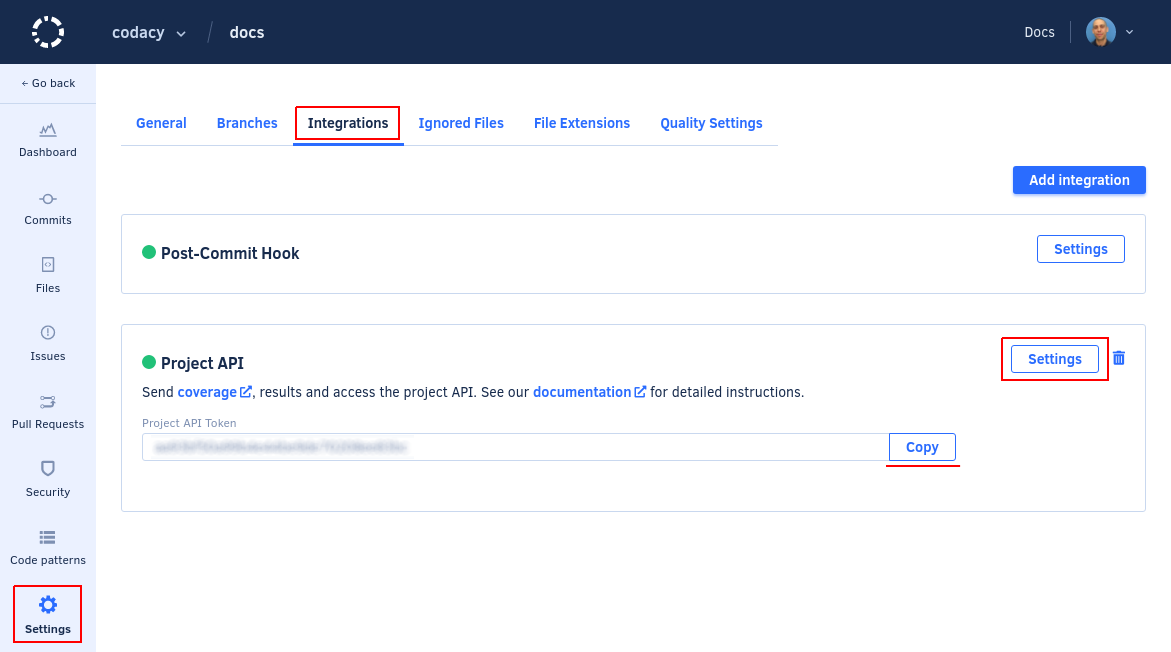 codacy / docs
Docs
← Go back
Dashboard
Commits
Files
Issues
Pull Requests
Security
Code patterns
Settings
General Branches Integrations Ignored Files File Extensions Quality Settings
Add integration
Post-Commit Hook
Settings
Project API
Settings
Send coverage, results and access the project API. See our documentation for detailed instructions.
Project API Token
Copy